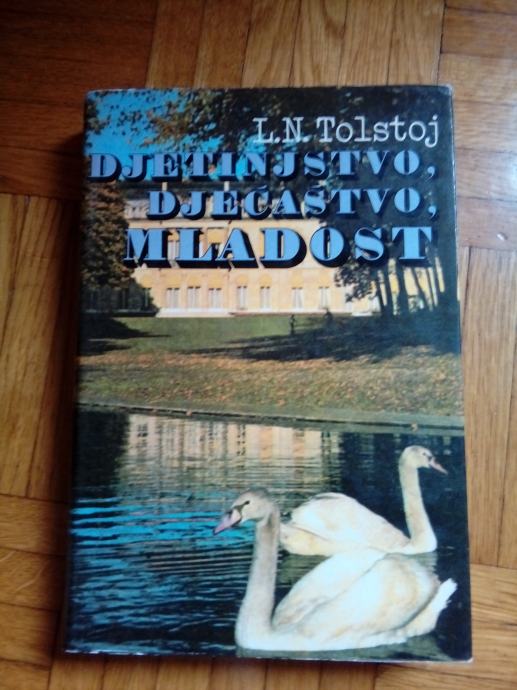 L.N. Tolstoj
DJETINJSTVO,
DJEČAŠTVO,
MLADOST